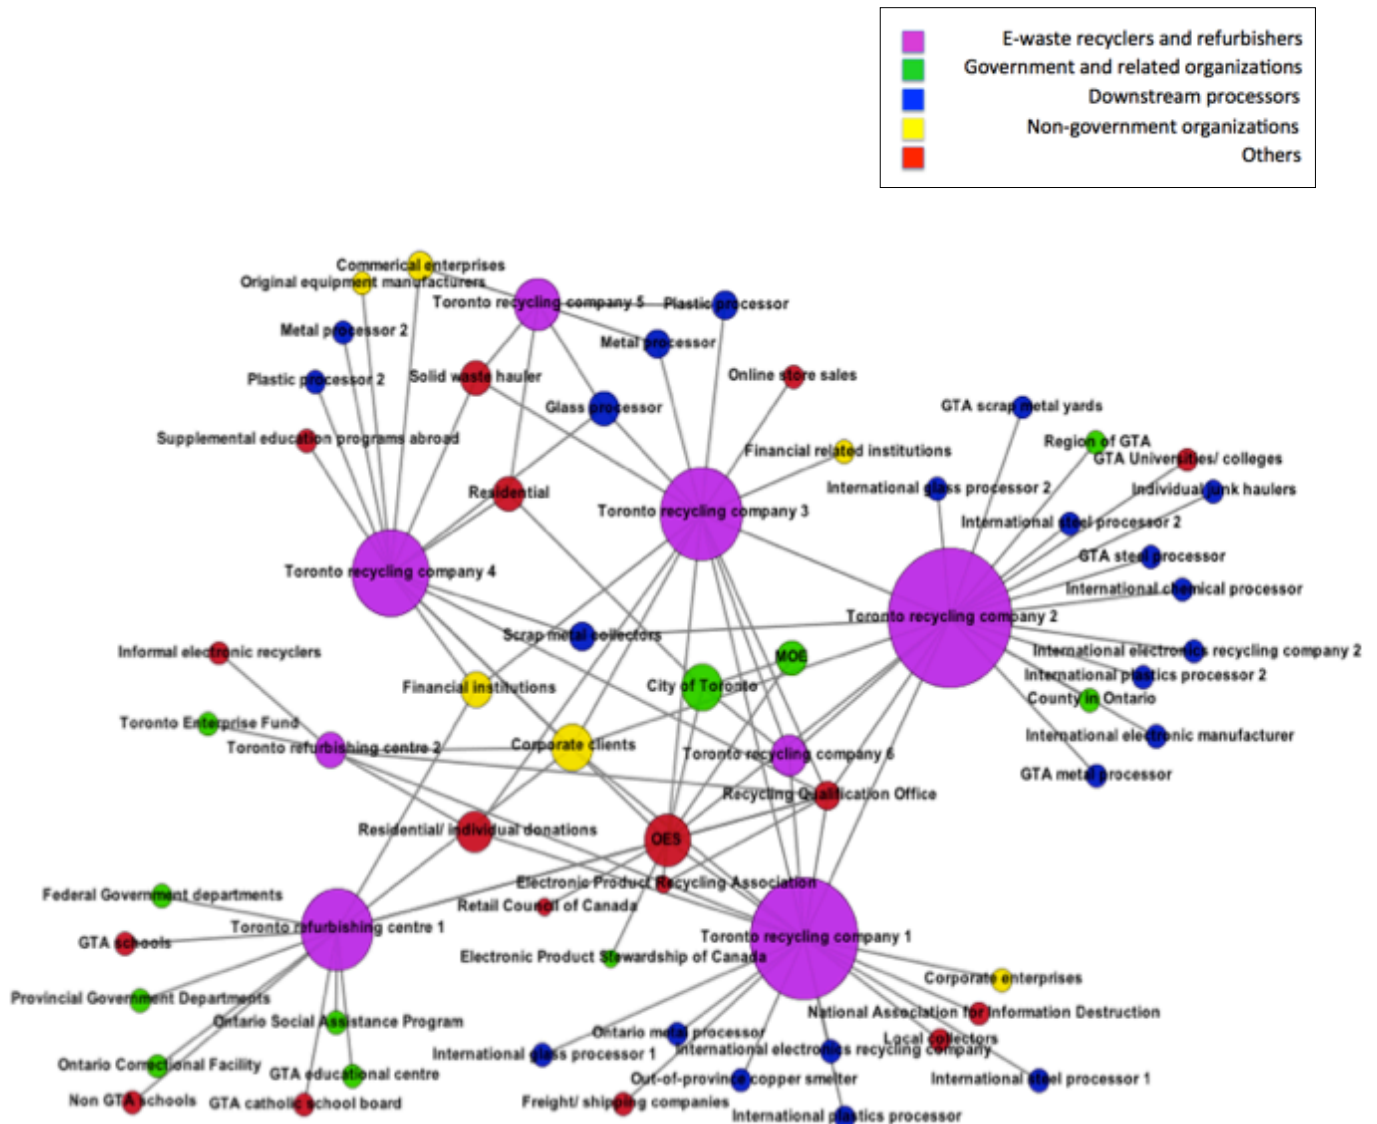 E-waste recyclers and refurbishers
Government and related organizations
Downstream processors
Non-government organizations
Others
Commerical enterprises
Original equipment manufacturers
Toronto recycling company 5
Plastic processor
Metal processor 2
Metal processor
Plastic processor 2
Solid waste hauler
Online store sales
Glass processor
GTA scrap metal yards
Supplemental education programs abroad
Region of GTA
Financial related institutions
GTA Universities/ colleges
Residential
International glass processor 2
Individual junk haulers
Toronto recycling company 3
International steel processor 2
GTA steel processor
Toronto recycling company 4
International chemical processor
Toronto recycling company 2
Scrap metal collectors
Informal electronic recyclers
MOE
International electronics recycling company 2
International plastics processor 2
Financial institutions
City of Toronto
County in Ontario
Toronto Enterprise Fund
International electronic manufacturer
Toronto refurbishing centre 2
Corporate clients
Toronto recycling company 6
GTA metal processor
Recycling Qualification Office
Residential/ individual donations
OES
Electronic Product Recycling Association
Federal Government departments
Retail Council of Canada
Toronto refurbishing centre 1
Toronto recycling company 1
GTA schools
Electronic Product Stewardship of Canada
Corporate enterprises
Provincial Government Departments
National Association for Information Destruction
Ontario Social Assistance Program
Ontario metal processor
Local collectors
International glass processor 1
International electronics recycling company
Ontario Correctional Facility
GTA educational centre
Out-of-province copper smelter
International steel processor 1
Non GTA schools
GTA catholic school board
Freight/ shipping companies
International plastics processor